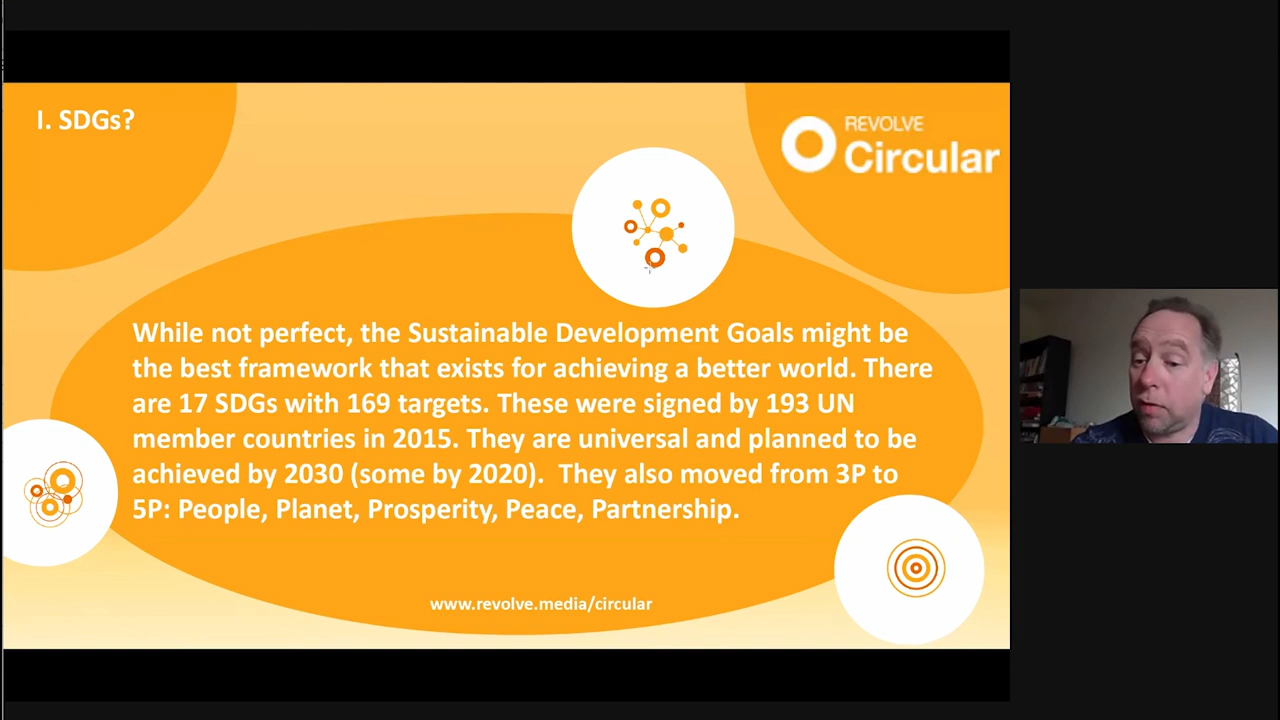 I. SDGs?
REVOLVE
Circular
While not perfect, the Sustainable Development Goals might be
the best framework that exists for achieving a better world. There
are 17 SDGs with 169 targets. These were signed by 193 UN
member countries in 2015. They are universal and planned to be
achieved by 2030 (some by 2020).  They also moved from 3P to
5P: People, Planet, Prosperity, Peace, Partnership.
www.revolve.media/circular